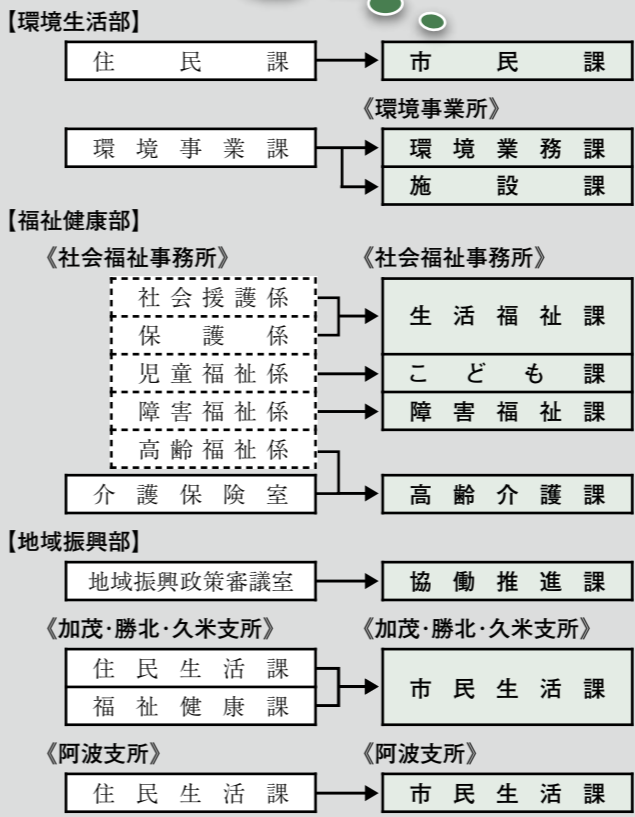 【環境生活部】
住民課 市民課
《環境事業所》
環境事業課 環境業務課
施設課
【福祉健康部】
《社会福祉事務所》 《社会福祉事務所》
社会援護係 生活福祉課
保護係
児童福祉係 こども課
障害福祉係 障害福祉課
高齢福祉係
介護保険室 高齢介護課
【地域振興部】
地域振興政策審議室 協働推進課
《加茂・勝北・久米支所》 《加茂・勝北・久米支所》
住民生活課 市民生活課
福祉健康課
《阿波支所》 《阿波支所》
住民生活課 市民生活課